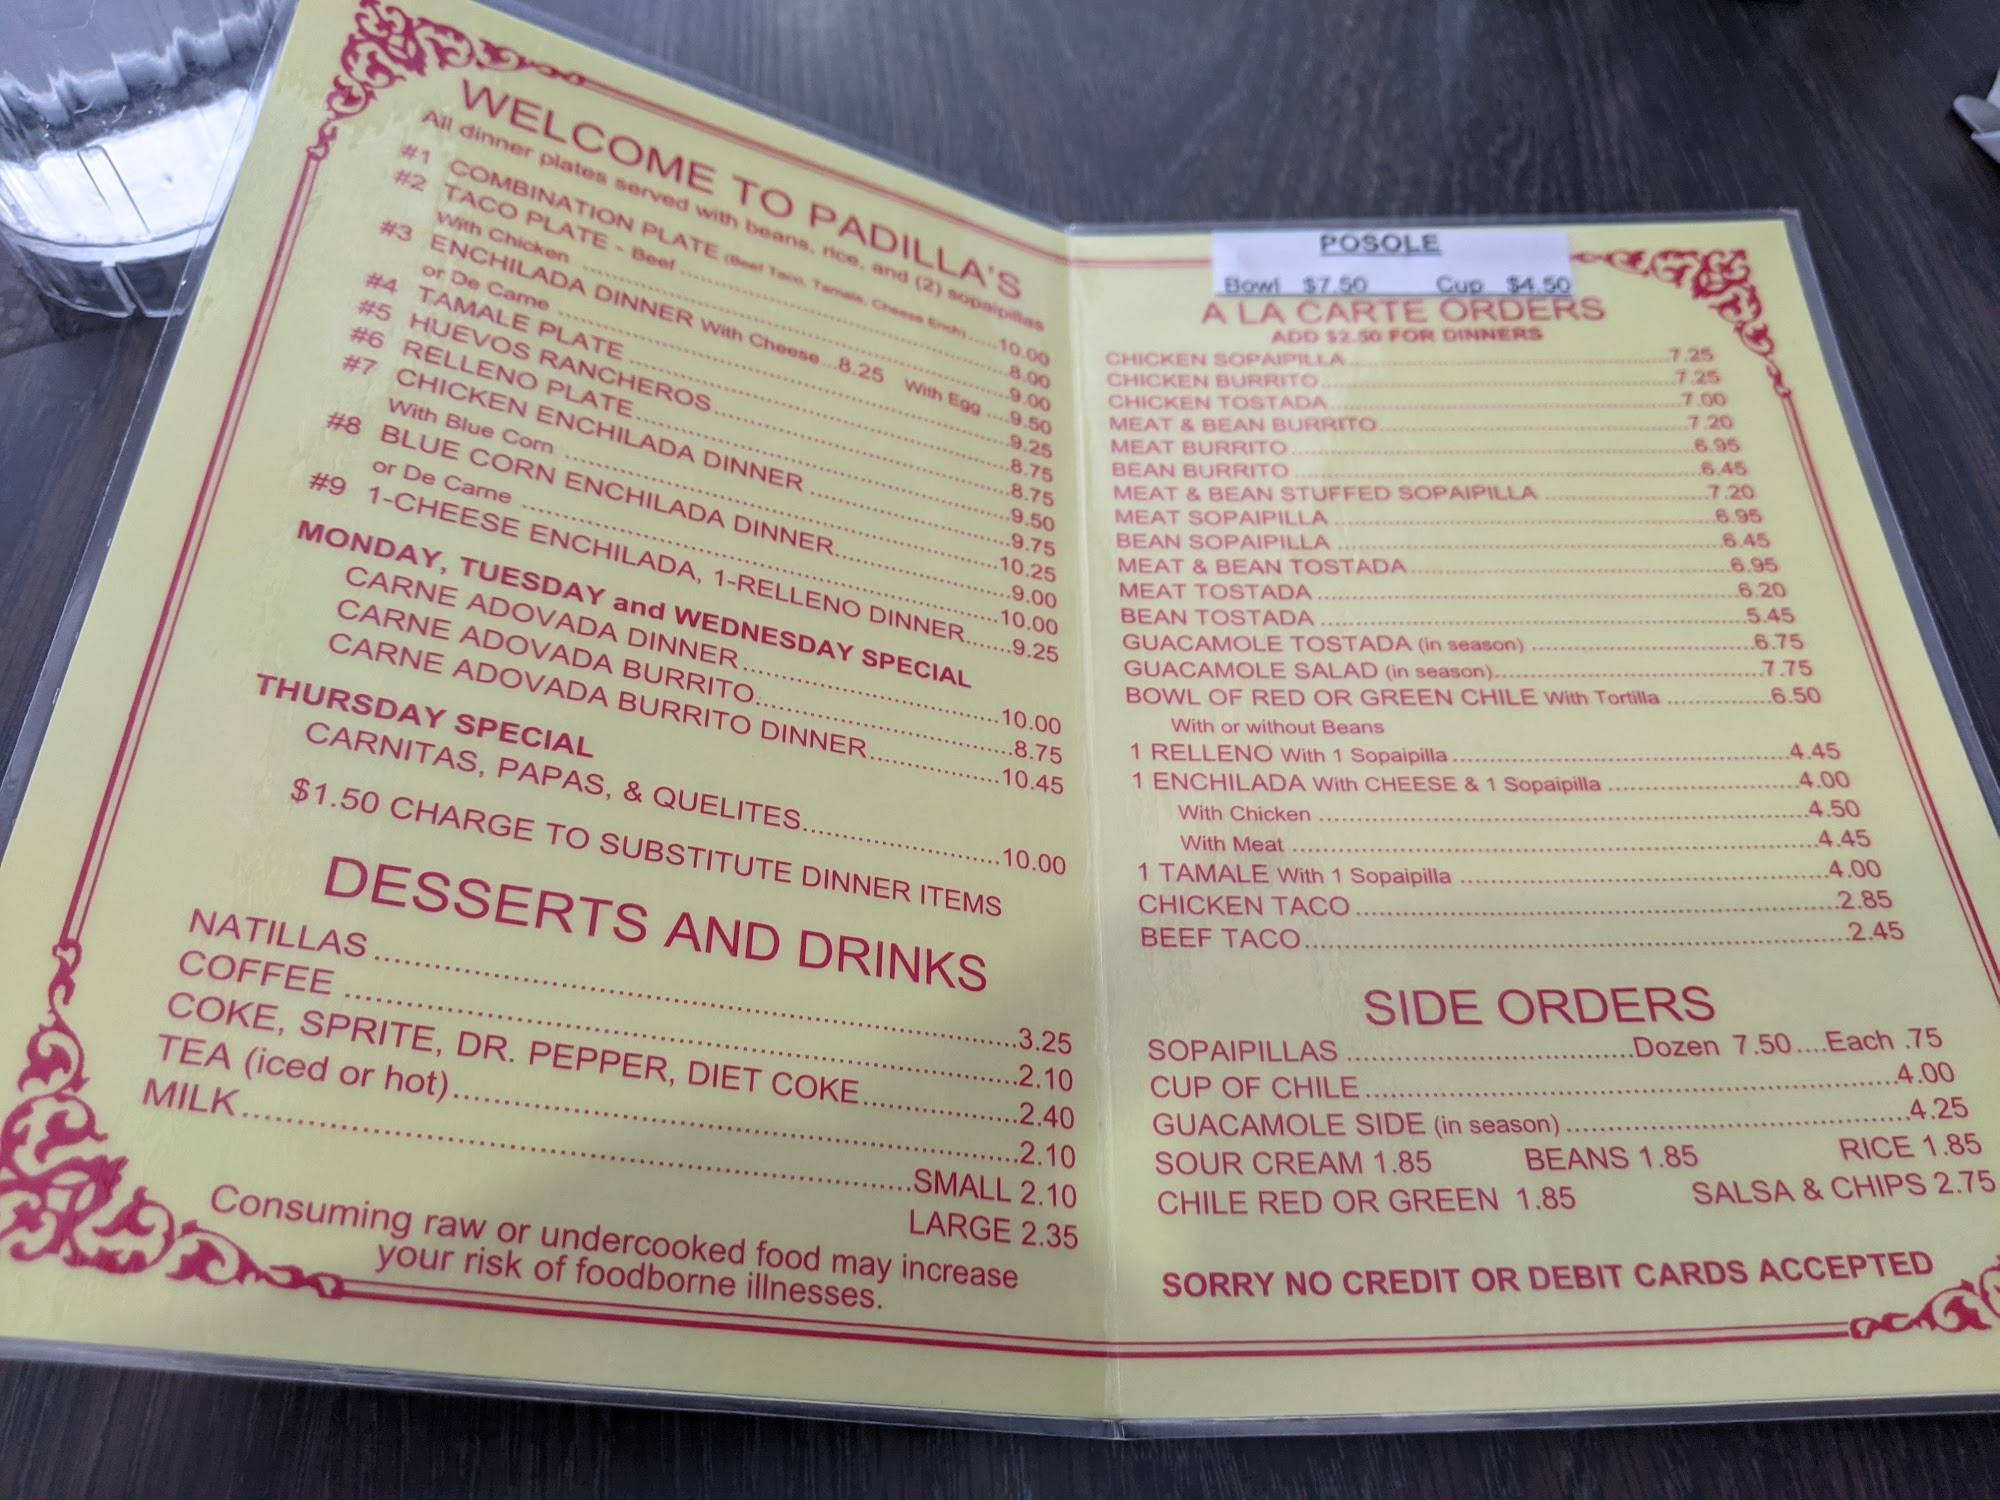 WELCOME TO PADILLA'S
All dinner plates served with beans, rice, and (2) sopaipillas
#1 COMBINATION PLATE (Beef Taco, Tamale, Cheese Ench).....10.00
#2 TACO PLATE - Beef ..........8.00
With Chicken ..........9.00
#3 ENCHILADA DINNER With Cheese...8.25 With Egg ....9.50
or De Carne ..........9.25
#4 TAMALE PLATE..........8.75
#5 HUEVOS RANCHEROS..........8.75
#6 RELLENO PLATE..........9.50
#7 CHICKEN ENCHILADA DINNER ..........9.75
With Blue Corn ..........10.25
#8 BLUE CORN ENCHILADA DINNER..........9.00
or De Carne ..........10.00
#9 1-CHEESE ENCHILADA, 1-RELLENO DINNER.......9.25
MONDAY, TUESDAY and WEDNESDAY SPECIAL
CARNE ADOVADA DINNER..........10.00
CARNE ADOVADA BURRITO..........8.75
CARNE ADOVADA BURRITO DINNER..........10.45
THURSDAY SPECIAL
CARNITAS, PAPAS, & QUELITES..........10.00
$1.50 CHARGE TO SUBSTITUTE DINNER ITEMS
DESSERTS AND DRINKS
NATILLAS ..........3.25
COFFEE ..........2.10
COKE, SPRITE, DR. PEPPER, DIET COKE..........2.40
TEA (iced or hot)..........2.10
MILK..........SMALL 2.10
LARGE 2.35
Consuming raw or undercooked food may increase
your risk of foodborne illnesses.
POSOLE
Bowl $7.50 Cup $4.50
A LA CARTE ORDERS
ADD $2.50 FOR DINNERS
CHICKEN SOPAIPILLA ..........7.25
CHICKEN BURRITO..........7.25
CHICKEN TOSTADA..........7.00
MEAT & BEAN BURRITO..........7.20
MEAT BURRITO..........6.95
BEAN BURRITO ..........6.45
MEAT & BEAN STUFFED SOPAIPILLA ..........7.20
MEAT SOPAIPILLA ..........6.95
BEAN SOPAIPILLA ..........6.45
MEAT & BEAN TOSTADA..........6.95
MEAT TOSTADA..........6.20
BEAN TOSTADA ..........5.45
GUACAMOLE TOSTADA (in season) ..........6.75
GUACAMOLE SALAD (in season)..........7.75
BOWL OF RED OR GREEN CHILE With Tortilla ..........6.50
With or without Beans
1 RELLENO With 1 Sopaipilla..........4.45
1 ENCHILADA With CHEESE & 1 Sopaipilla ..........4.00
With Chicken ..........4.50
With Meat ..........4.45
1 TAMALE With 1 Sopaipilla ..........4.00
CHICKEN TACO..........2.85
BEEF TACO..........2.45
SIDE ORDERS
SOPAIPILLAS ..........Dozen 7.50....Each .75
CUP OF CHILE..........4.00
GUACAMOLE SIDE (in season)..........4.25
SOUR CREAM 1.85 BEANS 1.85 RICE 1.85
CHILE RED OR GREEN 1.85 SALSA & CHIPS 2.75
SORRY NO CREDIT OR DEBIT CARDS ACCEPTED